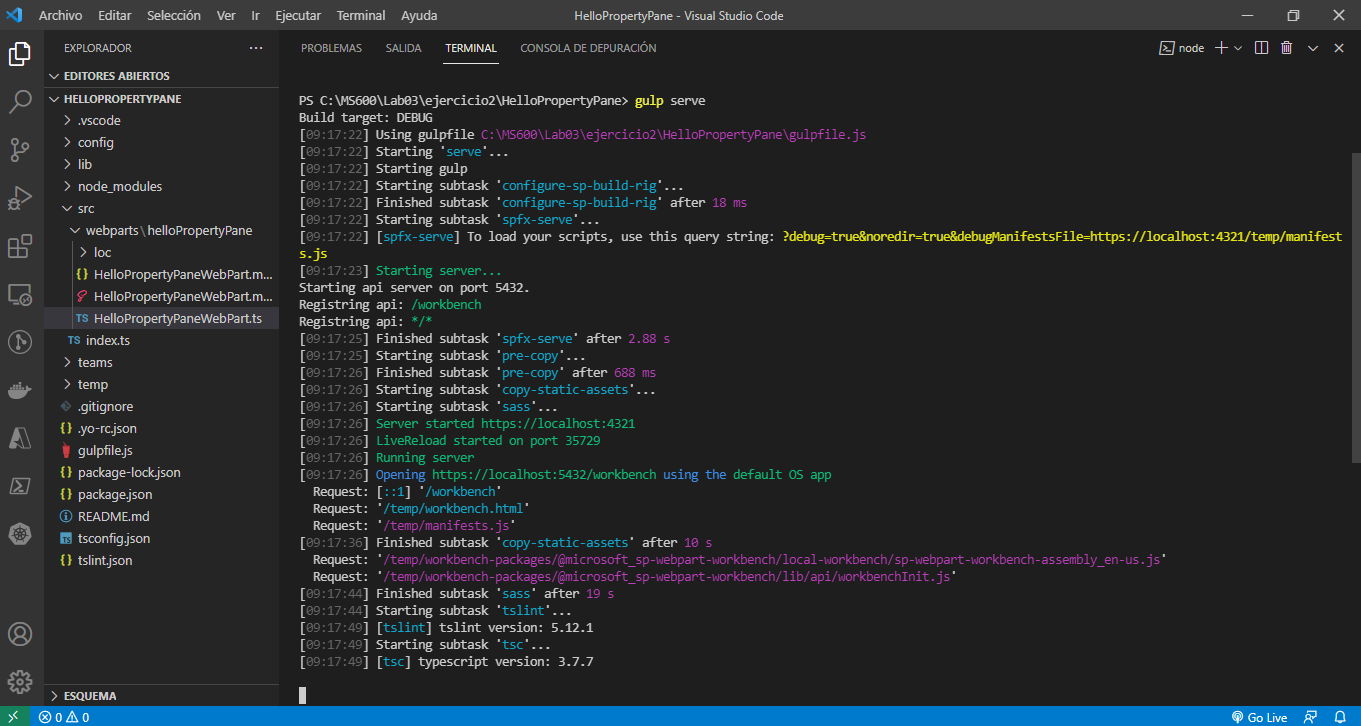 Archivo Editar Selección Ver Ir Ejecutar Terminal Ayuda
HelloPropertyPane - Visual Studio Code
EXPLORADOR
EDITORES ABIERTOS
HELLOPROPERTYPANE
.vscode
config
lib
node_modules
src
webparts\helloPropertyPane
loc
HelloPropertyPaneWebPart.m...
HelloPropertyPaneWebPart.m...
TS HelloPropertyPaneWebPart.ts
TS index.ts
teams
temp
.gitignore
.yo-rc.json
gulpfile.js
package-lock.json
package.json
README.md
tsconfig.json
tslint.json
ESQUEMA
PROBLEMAS SALIDA TERMINAL CONSOLA DE DEPURACIÓN
node
PS C:\MS600\Lab03\ejercicio2\HelloPropertyPane> gulp serve
Build target: DEBUG
[09:17:22] Using gulpfile C:\MS600\Lab03\ejercicio2\HelloPropertyPane\gulpfile.js
[09:17:22] Starting 'serve'...
[09:17:22] Starting gulp
[09:17:22] Starting subtask 'configure-sp-build-rig'...
[09:17:22] Finished subtask 'configure-sp-build-rig' after 18 ms
[09:17:22] Starting subtask 'spfx-serve'...
[09:17:22] [spfx-serve] To load your scripts, use this query string: ?debug=true&noredir=true&debugManifestsFile=https://localhost:4321/temp/manifest
s.js
[09:17:23] Starting server...
Starting api server on port 5432.
Registring api: /workbench
Registring api: */*
[09:17:25] Finished subtask 'spfx-serve' after 2.88 s
[09:17:25] Starting subtask 'pre-copy'...
[09:17:26] Finished subtask 'pre-copy' after 688 ms
[09:17:26] Starting subtask 'copy-static-assets'...
[09:17:26] Starting subtask 'sass'...
[09:17:26] Server started https://localhost:4321
[09:17:26] LiveReload started on port 35729
[09:17:26] Running server
[09:17:26] Opening https://localhost:5432/workbench using the default OS app
Request: [::1] '/workbench'
Request: '/temp/workbench.html'
Request: '/temp/manifests.js'
[09:17:36] Finished subtask 'copy-static-assets' after 10 s
Request: '/temp/workbench-packages/@microsoft_sp-webpart-workbench/local-workbench/sp-webpart-workbench-assembly_en-us.js'
Request: '/temp/workbench-packages/@microsoft_sp-webpart-workbench/lib/api/workbenchInit.js'
[09:17:44] Finished subtask 'sass' after 19 s
[09:17:44] Starting subtask 'tslint'...
[09:17:49] [tslint] tslint version: 5.12.1
[09:17:49] Starting subtask 'tsc'...
[09:17:49] [tsc] typescript version: 3.7.7
0 0
Go Live